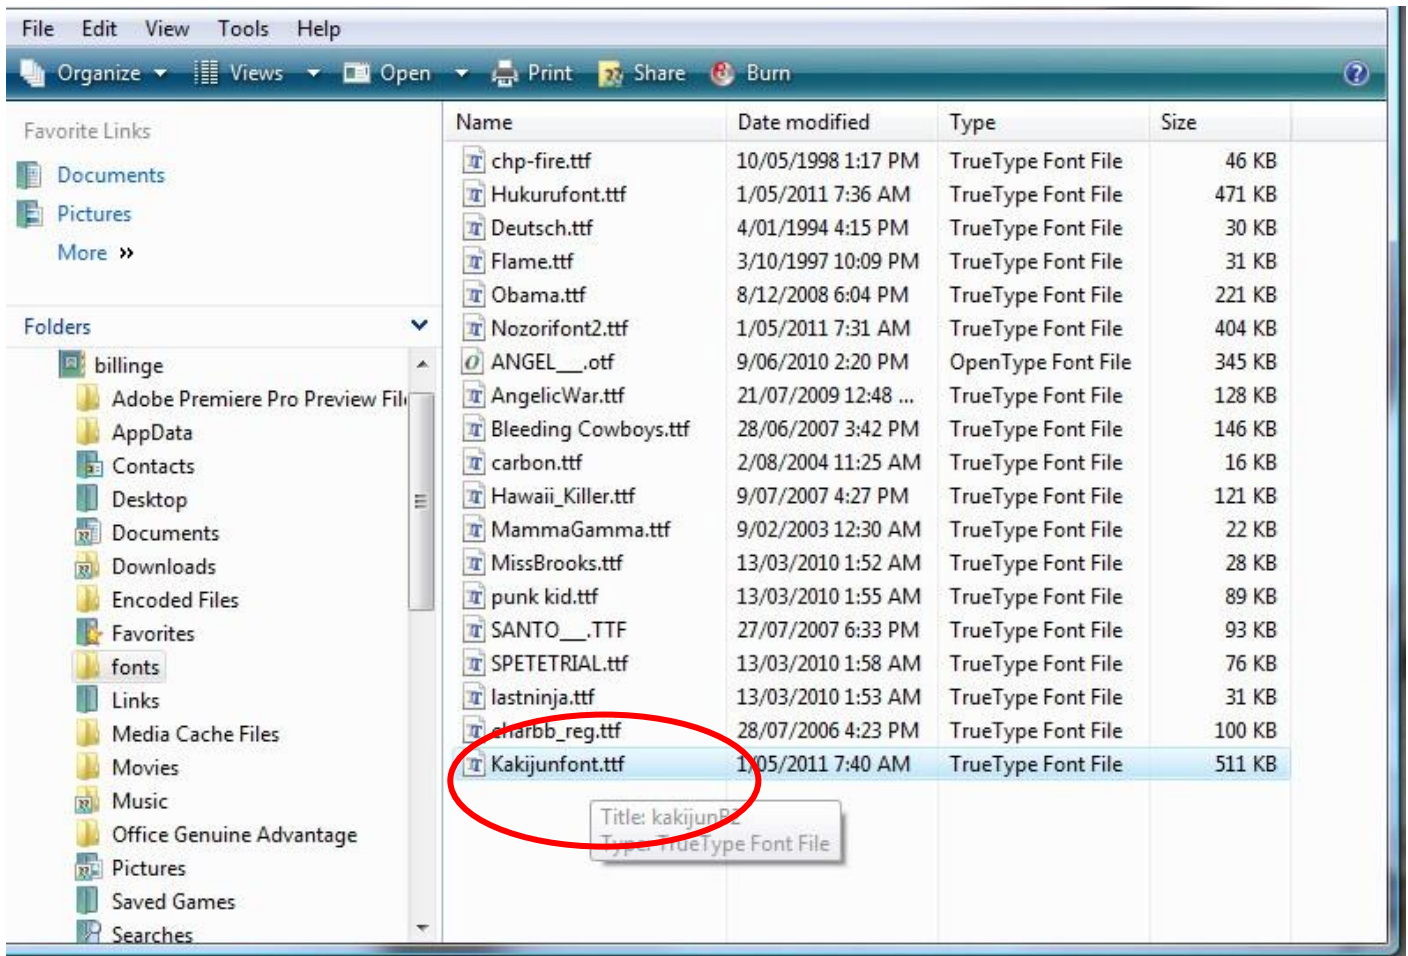 File Edit View Tools Help
Organize Views Open Print Share Burn ?
Favorite Links
Documents
Pictures
More »
Folders
billinge
Adobe Premiere Pro Preview File
AppData
Contacts
Desktop
Documents
Downloads
Encoded Files
Favorites
fonts
Links
Media Cache Files
Movies
Music
Office Genuine Advantage
Pictures
Saved Games
Searches
Name Date modified Type Size
chp-fire.ttf 10/05/1998 1:17 PM TrueType Font File 46 KB
Hukurufont.ttf 1/05/2011 7:36 AM TrueType Font File 471 KB
Deutsch.ttf 4/01/1994 4:15 PM TrueType Font File 30 KB
Flame.ttf 3/10/1997 10:09 PM TrueType Font File 31 KB
Obama.ttf 8/12/2008 6:04 PM TrueType Font File 221 KB
Nozorifont2.ttf 1/05/2011 7:31 AM TrueType Font File 404 KB
ANGEL__.otf 9/06/2010 2:20 PM OpenType Font File 345 KB
AngelicWar.ttf 21/07/2009 12:48 ... TrueType Font File 128 KB
Bleeding Cowboys.ttf 28/06/2007 3:42 PM TrueType Font File 146 KB
carbon.ttf 2/08/2004 11:25 AM TrueType Font File 16 KB
Hawaii_Killer.ttf 9/07/2007 4:27 PM TrueType Font File 121 KB
MammaGamma.ttf 9/02/2003 12:30 AM TrueType Font File 22 KB
MissBrooks.ttf 13/03/2010 1:52 AM TrueType Font File 28 KB
punk kid.ttf 13/03/2010 1:55 AM TrueType Font File 89 KB
SANTO__.TTF 27/07/2007 6:33 PM TrueType Font File 93 KB
SPETETRIAL.ttf 13/03/2010 1:58 AM TrueType Font File 76 KB
lastninja.ttf 13/03/2010 1:53 AM TrueType Font File 31 KB
charbb_reg.ttf 28/07/2006 4:23 PM TrueType Font File 100 KB
Kakijunfont.ttf 1/05/2011 7:40 AM TrueType Font File 511 KB
Title: kakijunB2
Type: TrueType Font File